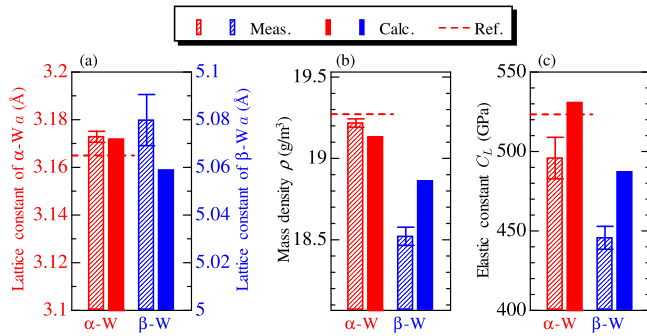 Meas. Calc. Ref.
(a) (b) (c)
Lattice constant of α-W a (Å)
3.2
3.18
3.16
3.14
3.12
3.1
α-W β-W
5.1
5.08
5.06
5.04
5.02
5
Lattice constant of β-W a (Å)
Mass density ρ (g/m³)
19.5
19
18.5
α-W β-W
Elastic constant C_L (GPa)
550
500
450
400
α-W β-W